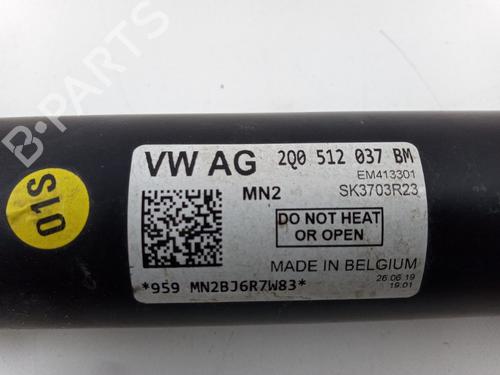 B-PARTS
01S
VW AG 2Q0 512 037 BM
EM413301
MN2 SK3703R23
DO NOT HEAT
OR OPEN
MADE IN BELGIUM
26.06.19
19.01
*959 MN2BJ6R7W83*